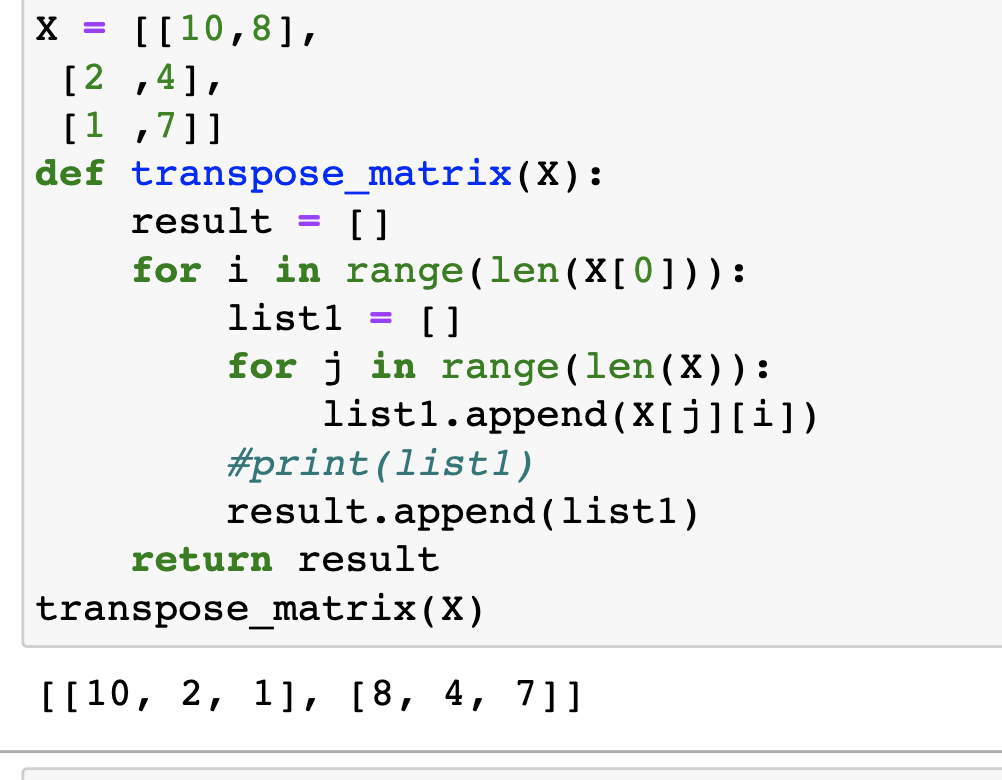 X = [[10,8],
 [2 ,4],
 [1 ,7]]
def transpose_matrix(X):
    result = []
    for i in range(len(X[0])):
        list1 = []
        for j in range(len(X)):
            list1.append(X[j][i])
        #print(list1)
        result.append(list1)
    return result
transpose_matrix(X)
[[10, 2, 1], [8, 4, 7]]